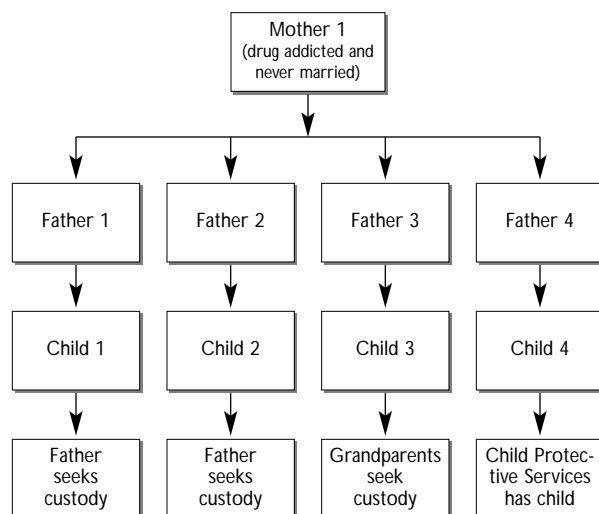 Mother 1
(drug addicted and
never married)
Father 1
Father 2
Father 3
Father 4
Child 1
Child 2
Child 3
Child 4
Father
seeks
custody
Father
seeks
custody
Grandparents
seek
custody
Child Protec-
tive Services
has child